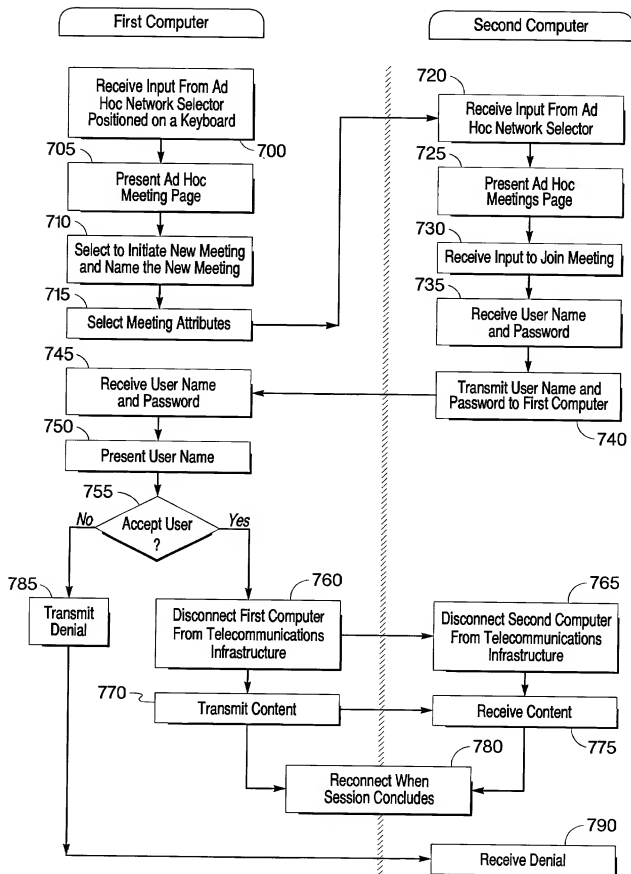 First Computer
Second Computer
Receive Input From Ad
Hoc Network Selector
Positioned on a Keyboard
700
705
Present Ad Hoc
Meeting Page
710
Select to Initiate New Meeting
and Name the New Meeting
715
Select Meeting Attributes
720
Receive Input From Ad
Hoc Network Selector
725
Present Ad Hoc
Meetings Page
730
Receive Input to Join Meeting
735
Receive User Name
and Password
Transmit User Name and
Password to First Computer
740
745
Receive User Name
and Password
750
Present User Name
755
Accept User
?
No
Yes
785
Transmit
Denial
760
Disconnect First Computer
From Telecommunications
Infrastructure
765
Disconnect Second Computer
From Telecommunications
Infrastructure
770
Transmit Content
Receive Content
775
780
Reconnect When
Session Concludes
790
Receive Denial